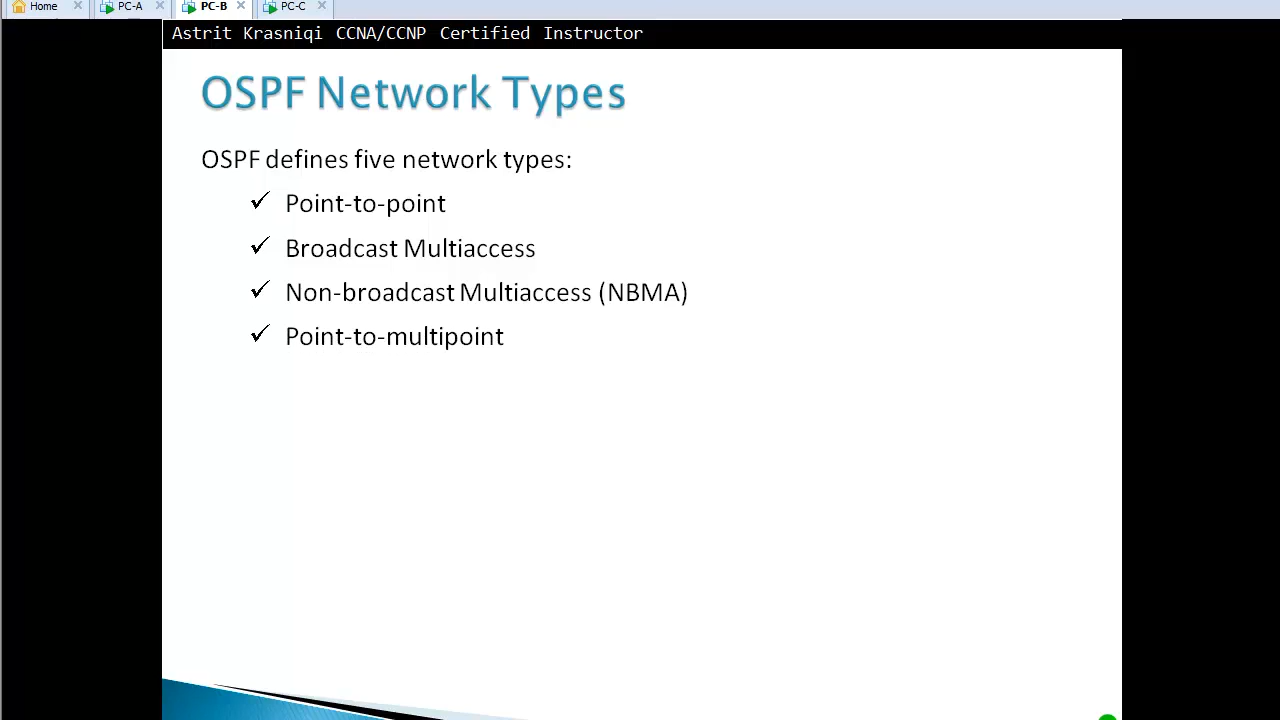 Home PC-A PC-B PC-C
Astrit Krasniqi CCNA/CCNP Certified Instructor
OSPF Network Types
OSPF defines five network types:
✓ Point-to-point
✓ Broadcast Multiaccess
✓ Non-broadcast Multiaccess (NBMA)
✓ Point-to-multipoint